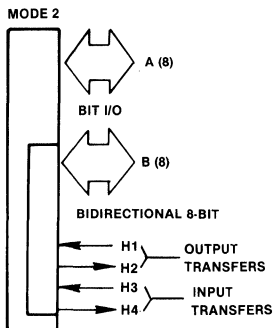 MODE 2
A (8)
BIT I/O
B (8)
BIDIRECTIONAL 8-BIT
H1
H2
OUTPUT
TRANSFERS
H3
H4
INPUT
TRANSFERS